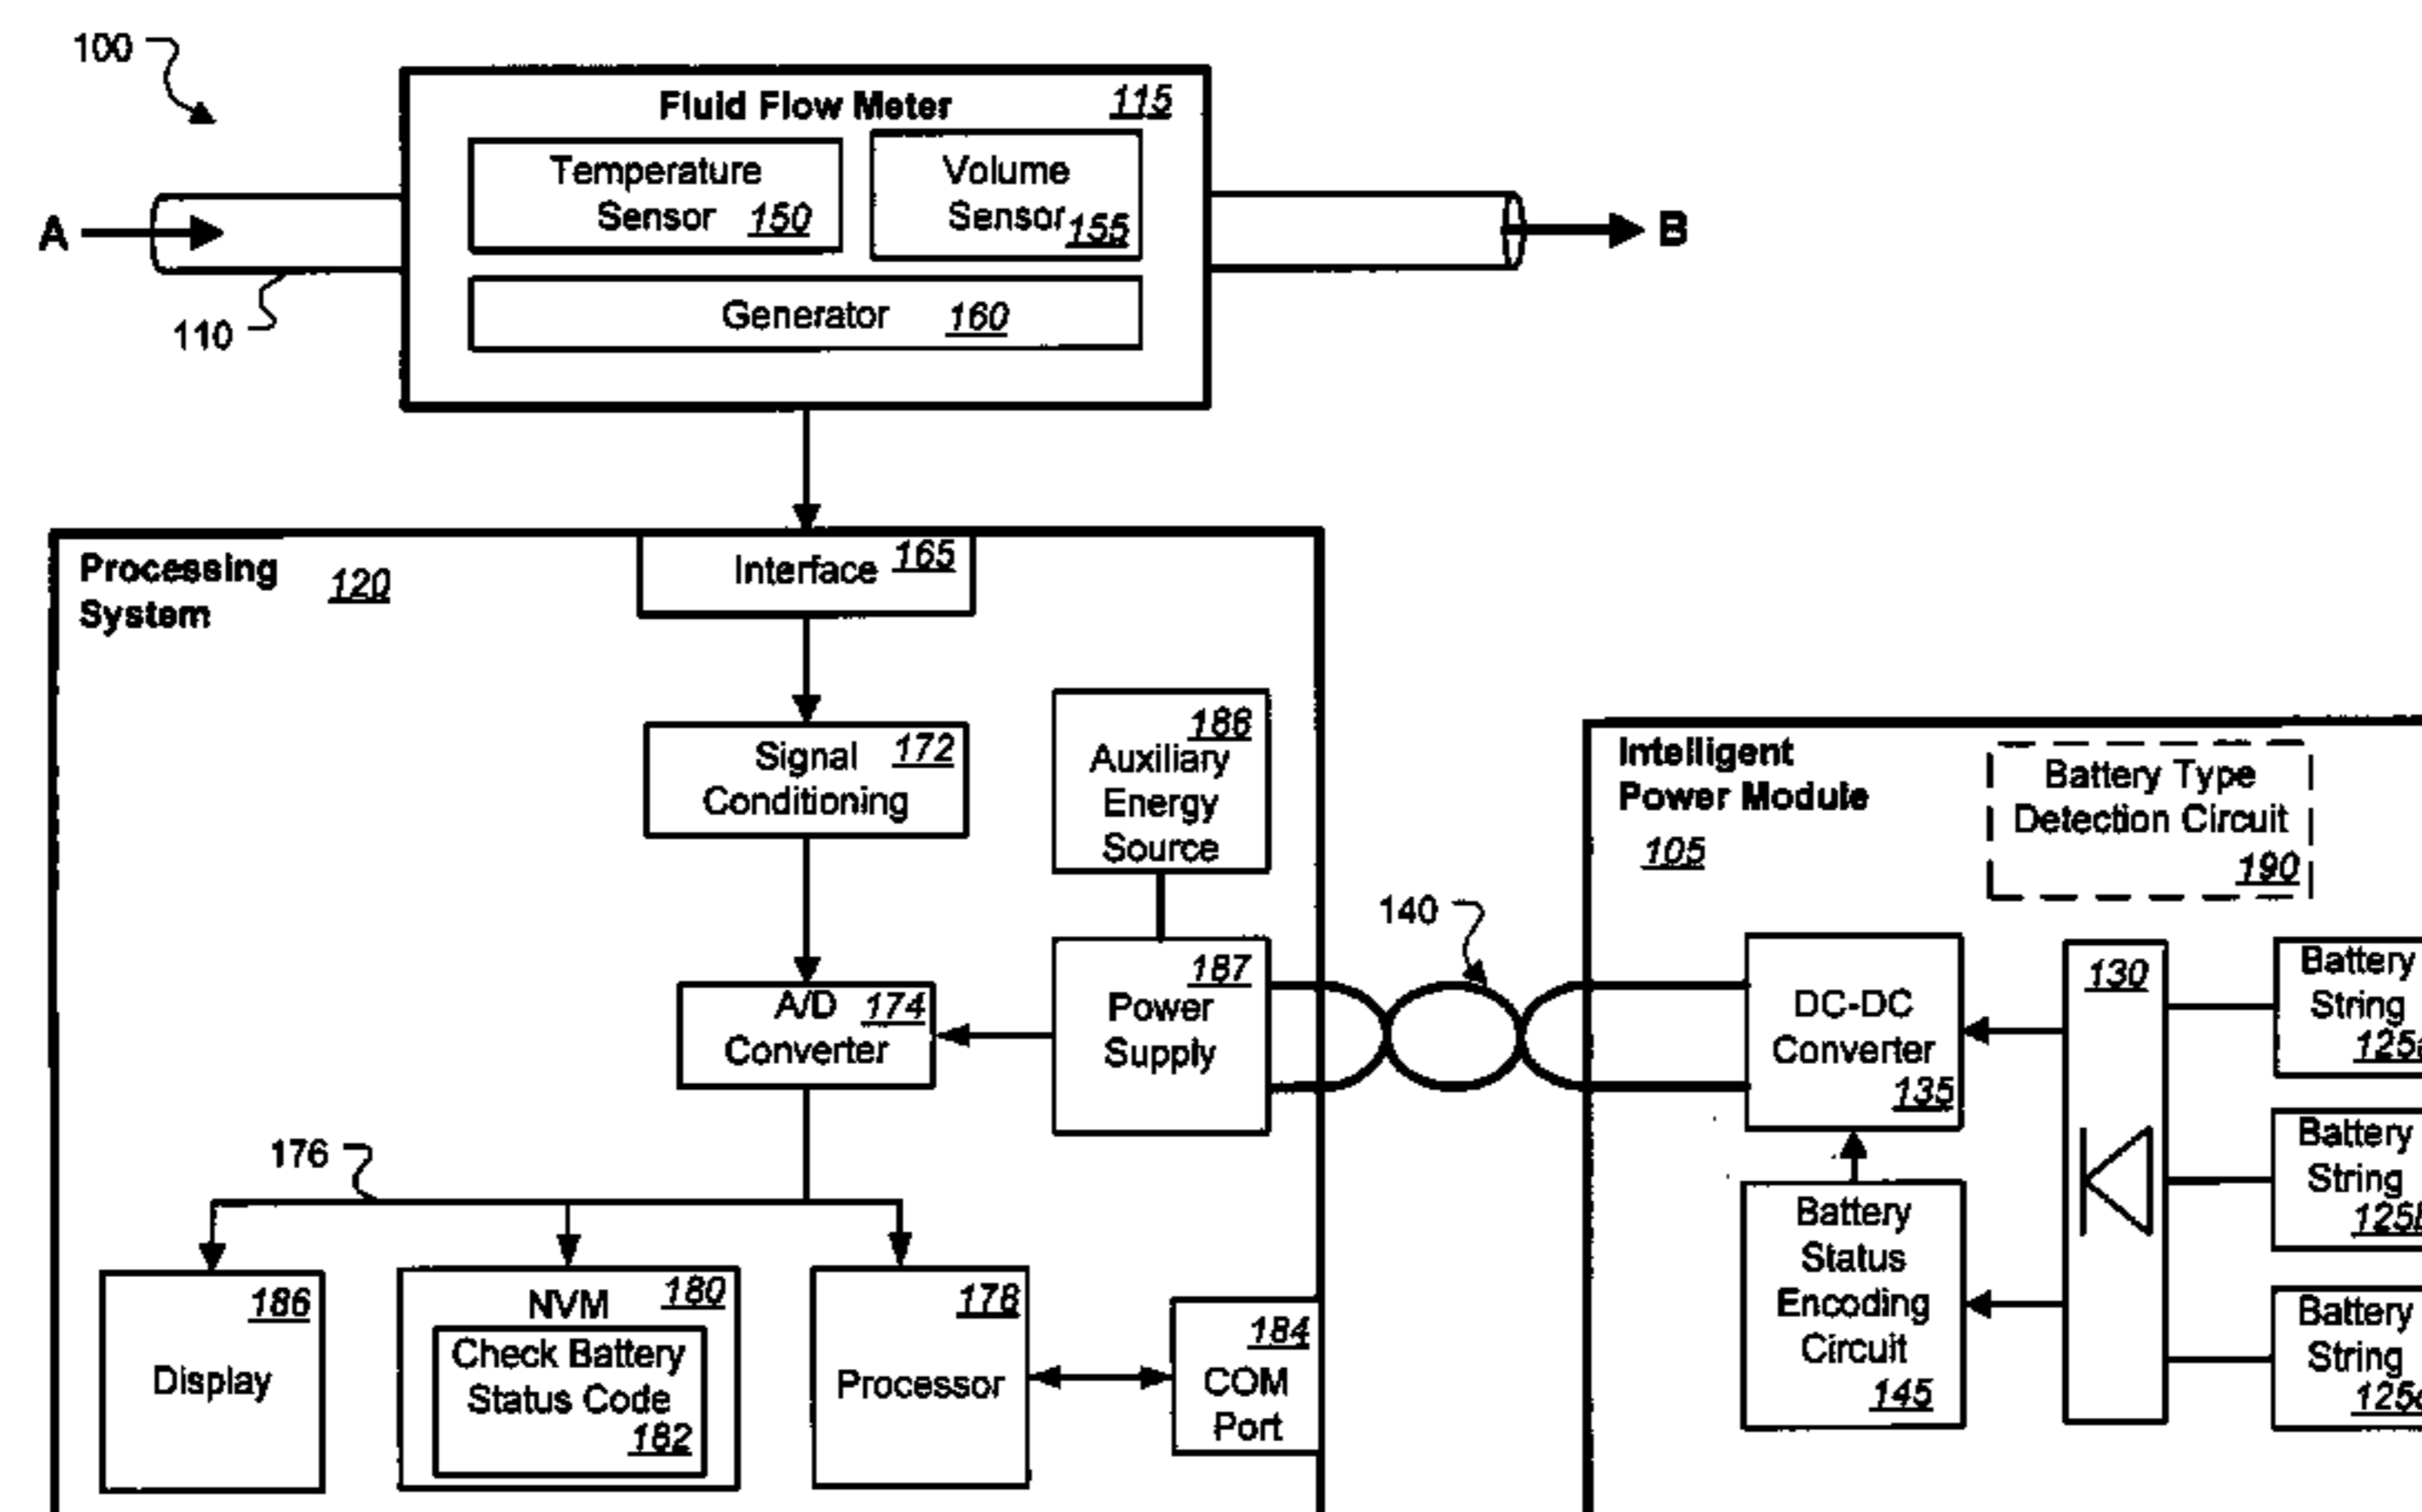 100
Fluid Flow Meter 115
Temperature
Sensor 150
Volume
Sensor 155
A
B
Generator 160
110
Processing
System
120
Interface 165
Signal 172
Conditioning
186
Auxiliary
Energy
Source
Intelligent
Power Module
105
Battery Type
Detection Circuit
190
140
A/D 174
Converter
187
Power
Supply
DC-DC
Converter
135
130
Battery
String
Battery
String
Battery
String
Battery
Status
Encoding
Circuit
145
176
186
Display
NVM 180
Check Battery
Status Code
182
178
Processor
184
COM
Port